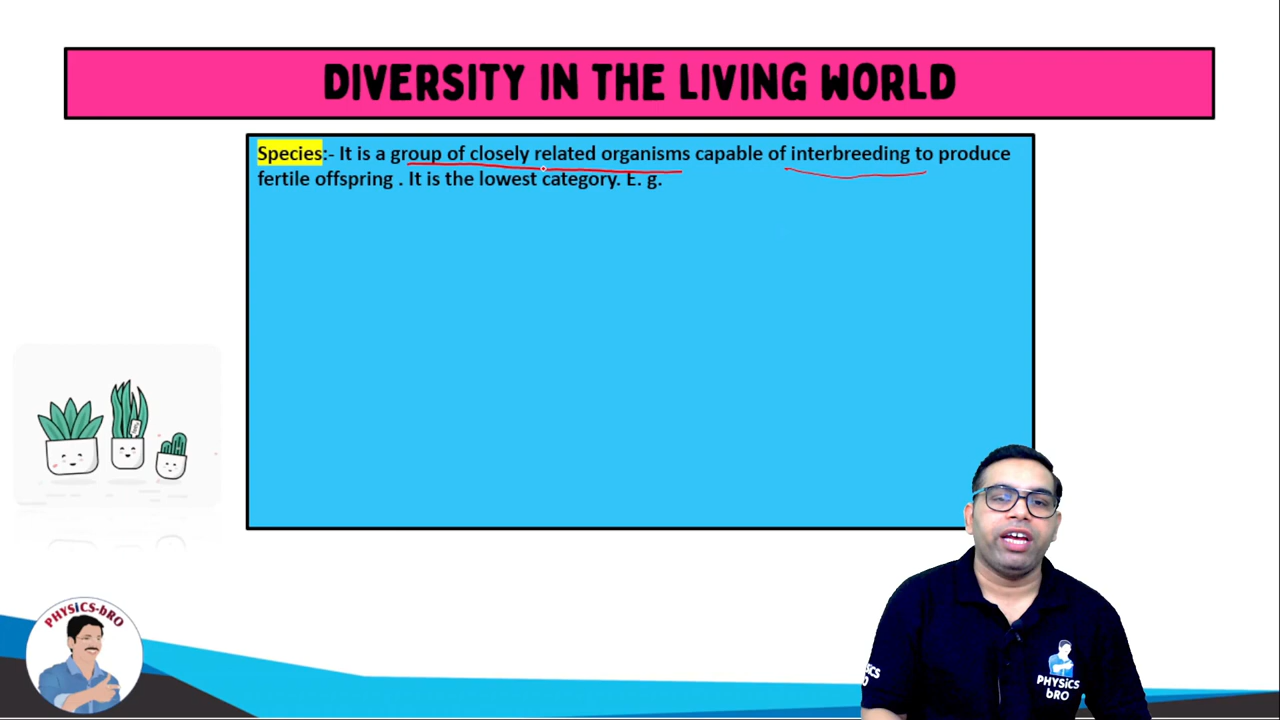 DIVERSITY IN THE LIVING WORLD
Species:- It is a group of closely related organisms capable of interbreeding to produce
fertile offspring . It is the lowest category. E. g.
PHYSiCS-bRO
PHYSiCS
bRO